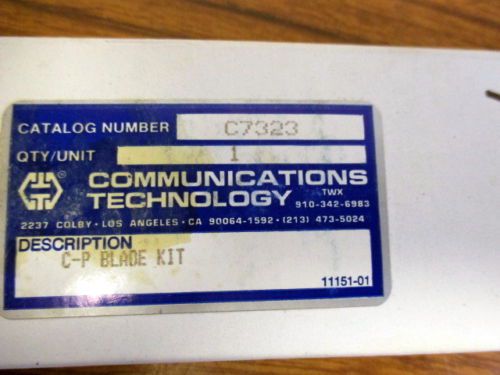 CATALOG NUMBER C7323
QTY/UNIT 1
COMMUNICATIONS
TECHNOLOGY TWX
910-342-6983
2237 COLBY · LOS ANGELES · CA 90064-1592 · (213) 473-5024
DESCRIPTION
C-P BLADE KIT
11151-01